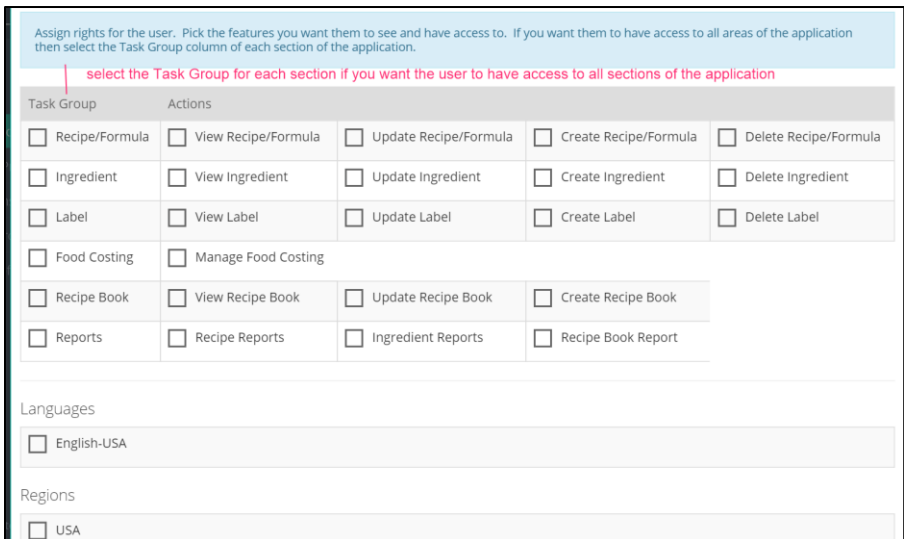 Assign rights for the user. Pick the features you want them to see and have access to. If you want them to have access to all areas of the application
then select the Task Group column of each section of the application.
select the Task Group for each section if you want the user to have access to all sections of the application
Task Group Actions
Recipe/Formula View Recipe/Formula Update Recipe/Formula Create Recipe/Formula Delete Recipe/Formula
Ingredient View Ingredient Update Ingredient Create Ingredient Delete Ingredient
Label View Label Update Label Create Label Delete Label
Food Costing Manage Food Costing
Recipe Book View Recipe Book Update Recipe Book Create Recipe Book
Reports Recipe Reports Ingredient Reports Recipe Book Report
Languages
English-USA
Regions
USA